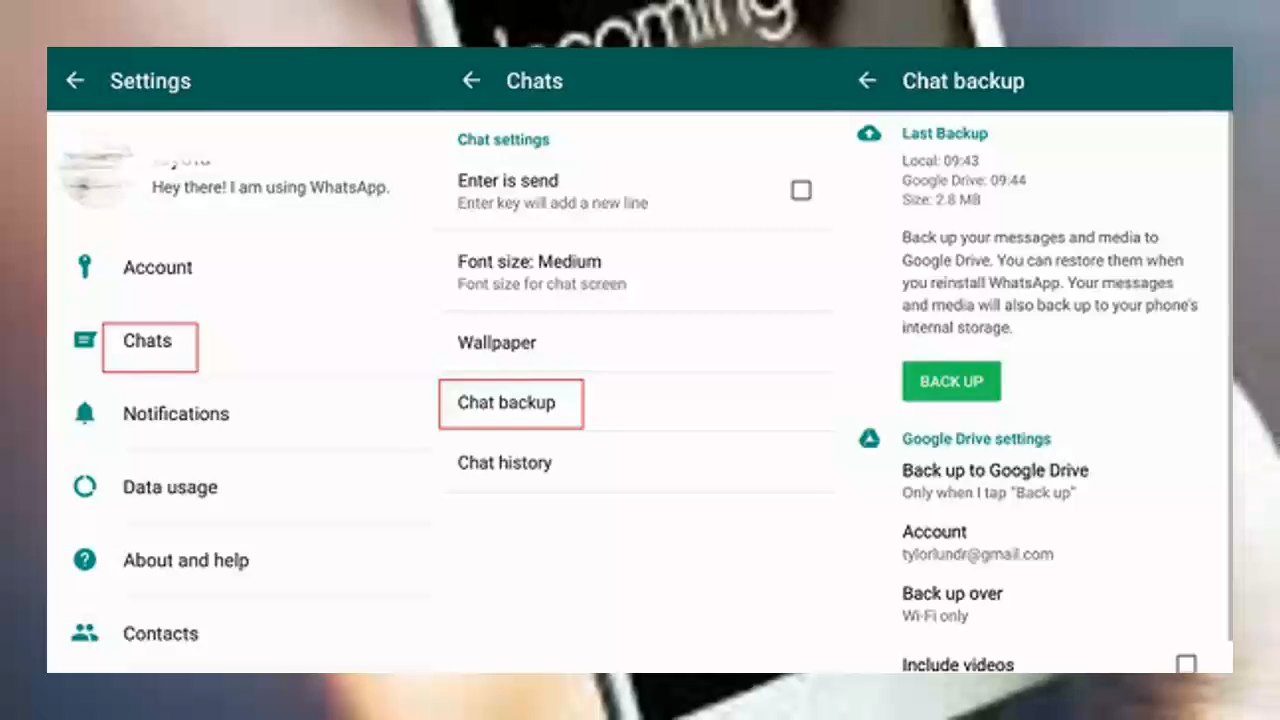 incoming
Settings
Hey there! I am using WhatsApp.
Account
Chats
Notifications
Data usage
About and help
Contacts
Chats
Chat settings
Enter is send
Enter key will add a new line
Font size: Medium
Font size for chat screen
Wallpaper
Chat backup
Chat history
Chat backup
Last Backup
Local: 09:43
Google Drive: 09:44
Size: 2.8 MB
Back up your messages and media to
Google Drive. You can restore them when
you reinstall WhatsApp. Your messages
and media will also back up to your phone's
internal storage.
BACK UP
Google Drive settings
Back up to Google Drive
Only when I tap "Back up"
Account
tylorlundr@gmail.com
Back up over
Wi-Fi only
Include videos